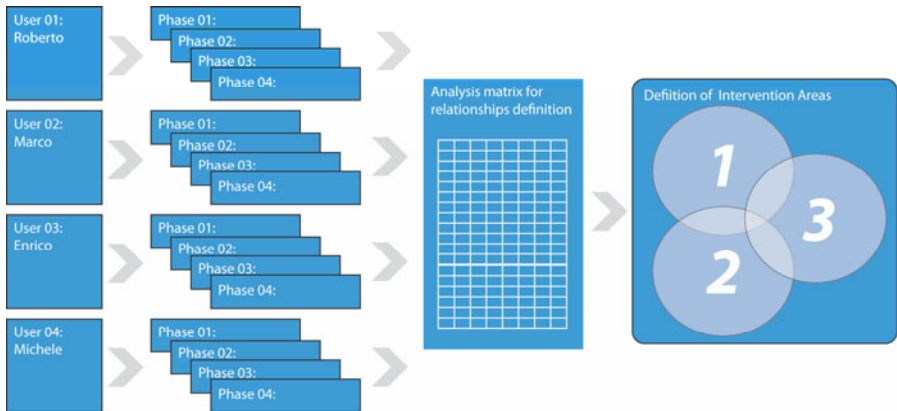 User 01:
Roberto
Phase 01:
Phase 02:
Phase 03:
Phase 04:
User 02:
Marco
Phase 01:
Phase 02:
Phase 03:
Phase 04:
User 03:
Enrico
Phase 01:
Phase 02:
Phase 03:
Phase 04:
User 04:
Michele
Phase 01:
Phase 02:
Phase 03:
Phase 04:
Analysis matrix for
relationships definition
Defiition of Intervention Areas
1
2
3